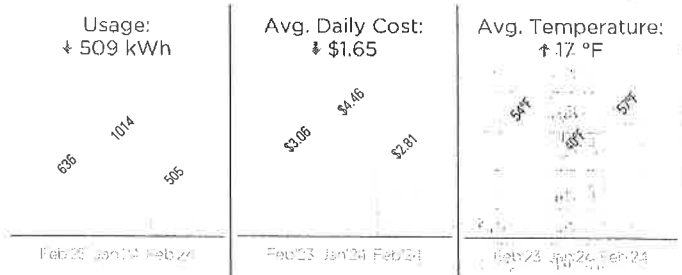 Usage:
↓ 509 kWh
1014
636
505
Feb'23 Jan'24 Feb'24
Avg. Daily Cost:
↓ $1.65
$4.46
$3.06
$2.81
Feb'23 Jan'24 Feb'24
Avg. Temperature:
↑ 17 °F
54°F
57°F
40°F
Feb'23 Jan'24 Feb'24